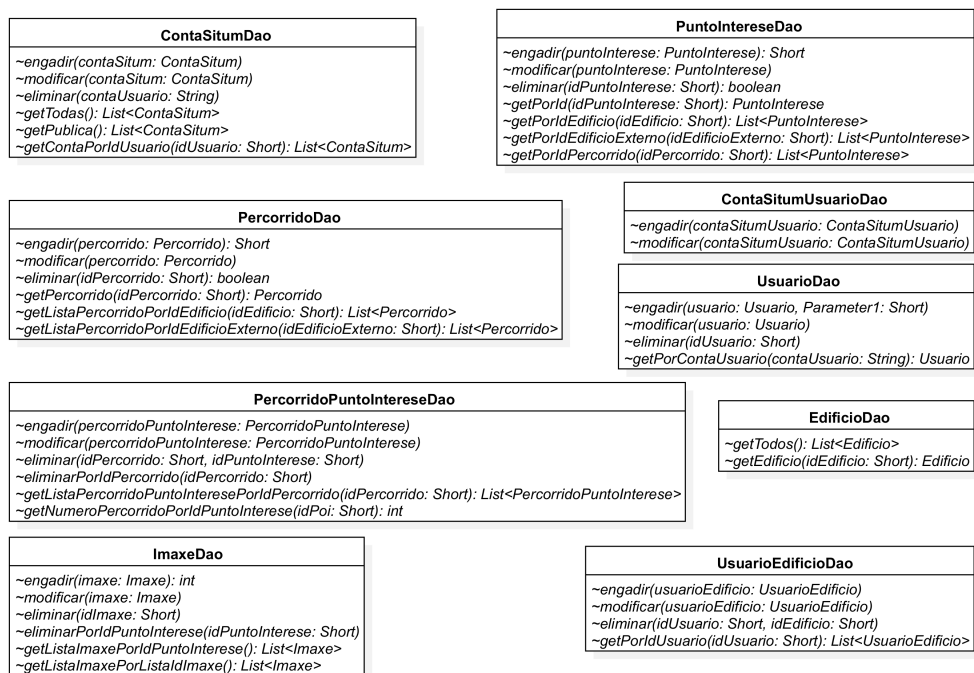 ContaSitumDao
~engadir(contaSitum: ContaSitum)
~modificar(contaSitum: ContaSitum)
~eliminar(contaUsuario: String)
~getTodas(): List<ContaSitum>
~getPublica(): List<ContaSitum>
~getContaPorIdUsuario(idUsuario: Short): List<ContaSitum>
PuntoIntereseDao
~engadir(puntoInterese: PuntoInterese): Short
~modificar(puntoInterese: PuntoInterese)
~eliminar(idPuntoInterese: Short): boolean
~getPorId(idPuntoInterese: Short): PuntoInterese
~getPorIdEdificio(idEdificio: Short): List<PuntoInterese>
~getPorIdEdificioExterno(idEdificioExterno: Short): List<PuntoInterese>
~getPorIdPercorrido(idPercorrido: Short): List<PuntoInterese>
ContaSitumUsuarioDao
~engadir(contaSitumUsuario: ContaSitumUsuario)
~modificar(contaSitumUsuario: ContaSitumUsuario)
PercorridoDao
~engadir(percorrido: Percorrido): Short
~modificar(percorrido: Percorrido)
~eliminar(idPercorrido: Short): boolean
~getPercorrido(idPercorrido: Short): Percorrido
~getListaPercorridoPorIdEdificio(idEdificio: Short): List<Percorrido>
~getListaPercorridoPorIdEdificioExterno(idEdificioExterno: Short): List<Percorrido>
UsuarioDao
~engadir(usuario: Usuario, Parameter1: Short)
~modificar(usuario: Usuario)
~eliminar(idUsuario: Short)
~getPorContaUsuario(contaUsuario: String): Usuario
PercorridoPuntoIntereseDao
~engadir(percorridoPuntoInterese: PercorridoPuntoInterese)
~modificar(percorridoPuntoInterese: PercorridoPuntoInterese)
~eliminar(idPercorrido: Short, idPuntoInterese: Short)
~eliminarPorIdPercorrido(idPercorrido: Short)
~getListaPercorridoPuntoInteresePorIdPercorrido(idPercorrido: Short): List<PercorridoPuntoInterese>
~getNumeroPercorridoPorIdPuntoInterese(idPoi: Short): int
EdificioDao
~getTodos(): List<Edificio>
~getEdificio(idEdificio: Short): Edificio
ImaxeDao
~engadir(imaxe: Imaxe): int
~modificar(imaxe: Imaxe)
~eliminar(idImaxe: Short)
~eliminarPorIdPuntoInterese(idPuntoInterese: Short)
~getListaImaxePorIdPuntoInterese(): List<Imaxe>
~getListaImaxePorListaIdImaxe(): List<Imaxe>
UsuarioEdificioDao
~engadir(usuarioEdificio: UsuarioEdificio)
~modificar(usuarioEdificio: UsuarioEdificio)
~eliminar(idUsuario: Short, idEdificio: Short)
~getPorIdUsuario(idUsuario: Short): List<UsuarioEdificio>